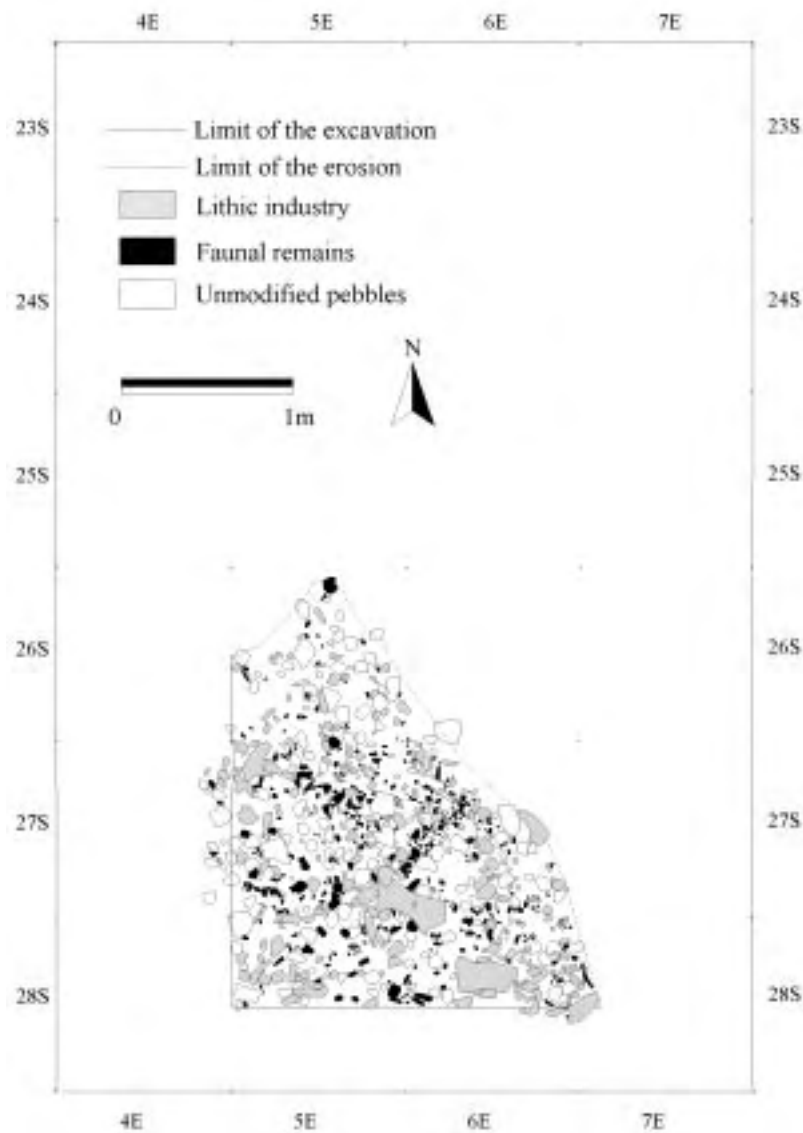 4E 5E 6E 7E
23S 23S
Limit of the excavation
Limit of the erosion
Lithic industry
Faunal remains
Unmodified pebbles
24S 24S
N
0 1m
25S 25S
26S 26S
27S 27S
28S 28S
4E 5E 6E 7E